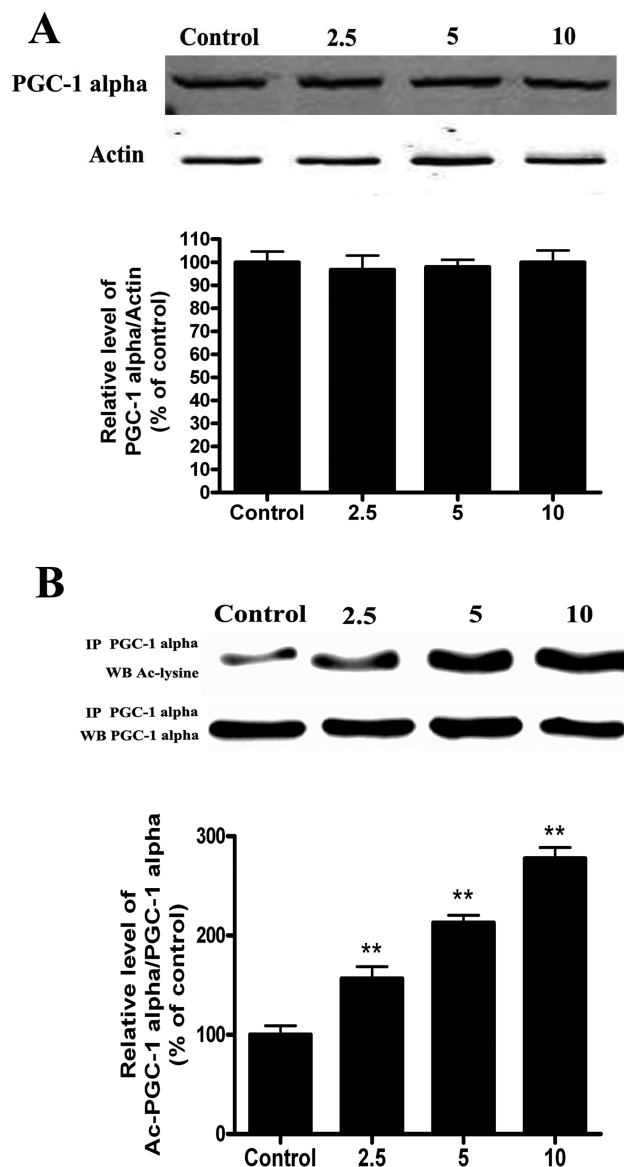 A
Control 2.5 5 10
PGC-1 alpha
Actin
Relative level of
PGC-1 alpha/Actin
(% of control)
110
100
90
80
70
60
50
40
30
20
10
0
Control 2.5 5 10
B
Control 2.5 5 10
IP PGC-1 alpha
WB Ac-lysine
IP PGC-1 alpha
WB PGC-1 alpha
Relative level of
Ac-PGC-1 alpha/PGC-1 alpha
(% of control)
300
200
100
0
** ** **
Control 2.5 5 10